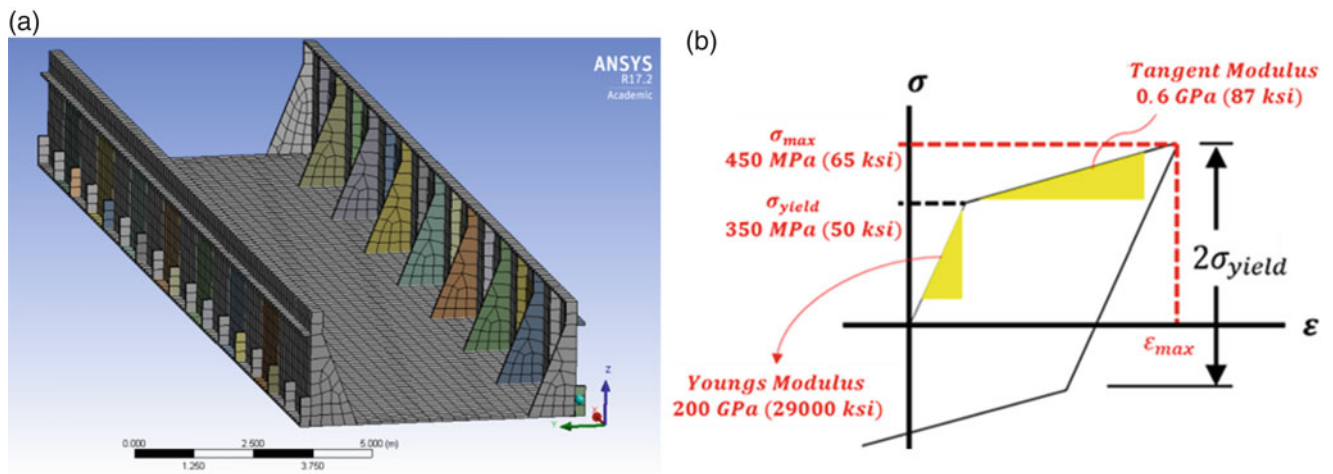 (a)
ANSYS
R17.2
Academic
Z
Y
X
0.000
2.500
5.000 (m)
1.250
3.750
(b)
σ
Tangent Modulus
0.6 GPa (87 ksi)
σmax
450 MPa (65 ksi)
σyield
350 MPa (50 ksi)
2σyield
ε
εmax
Youngs Modulus
200 GPa (29000 ksi)